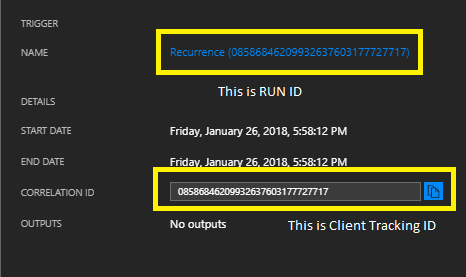 TRIGGER
NAME Recurrence (08586846209932637603177727717)
This is RUN ID
DETAILS
START DATE Friday, January 26, 2018, 5:58:12 PM
END DATE Friday, January 26, 2018, 5:58:12 PM
CORRELATION ID 08586846209932637603177727717
OUTPUTS No outputs This is Client Tracking ID